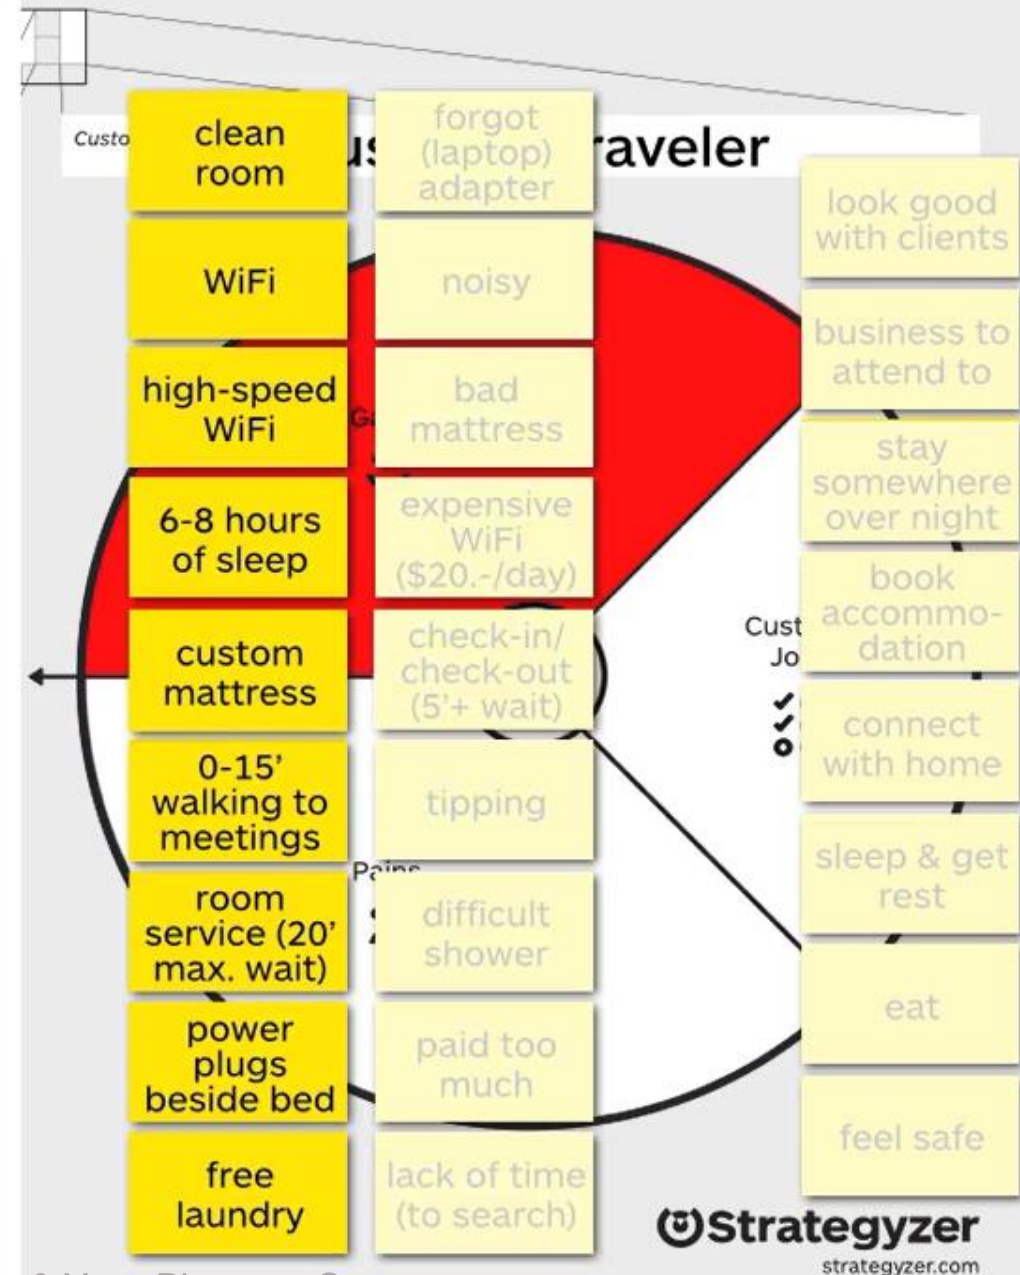 Custo
raveler
clean
room
WiFi
high-speed
WiFi
6-8 hours
of sleep
custom
mattress
0-15’
walking to
meetings
room
service (20’
max. wait)
power
plugs
beside bed
free
laundry
forgot
(laptop)
adapter
noisy
bad
mattress
expensive
WiFi
($20.-/day)
check-in/
check-out
(5’+ wait)
tipping
difficult
shower
paid too
much
lack of time
(to search)
Pains
Cust
Jo
look good
with clients
business to
attend to
stay
somewhere
over night
book
accommo-
dation
connect
with home
sleep & get
rest
eat
feel safe
Strategyzer
strategyzer.com